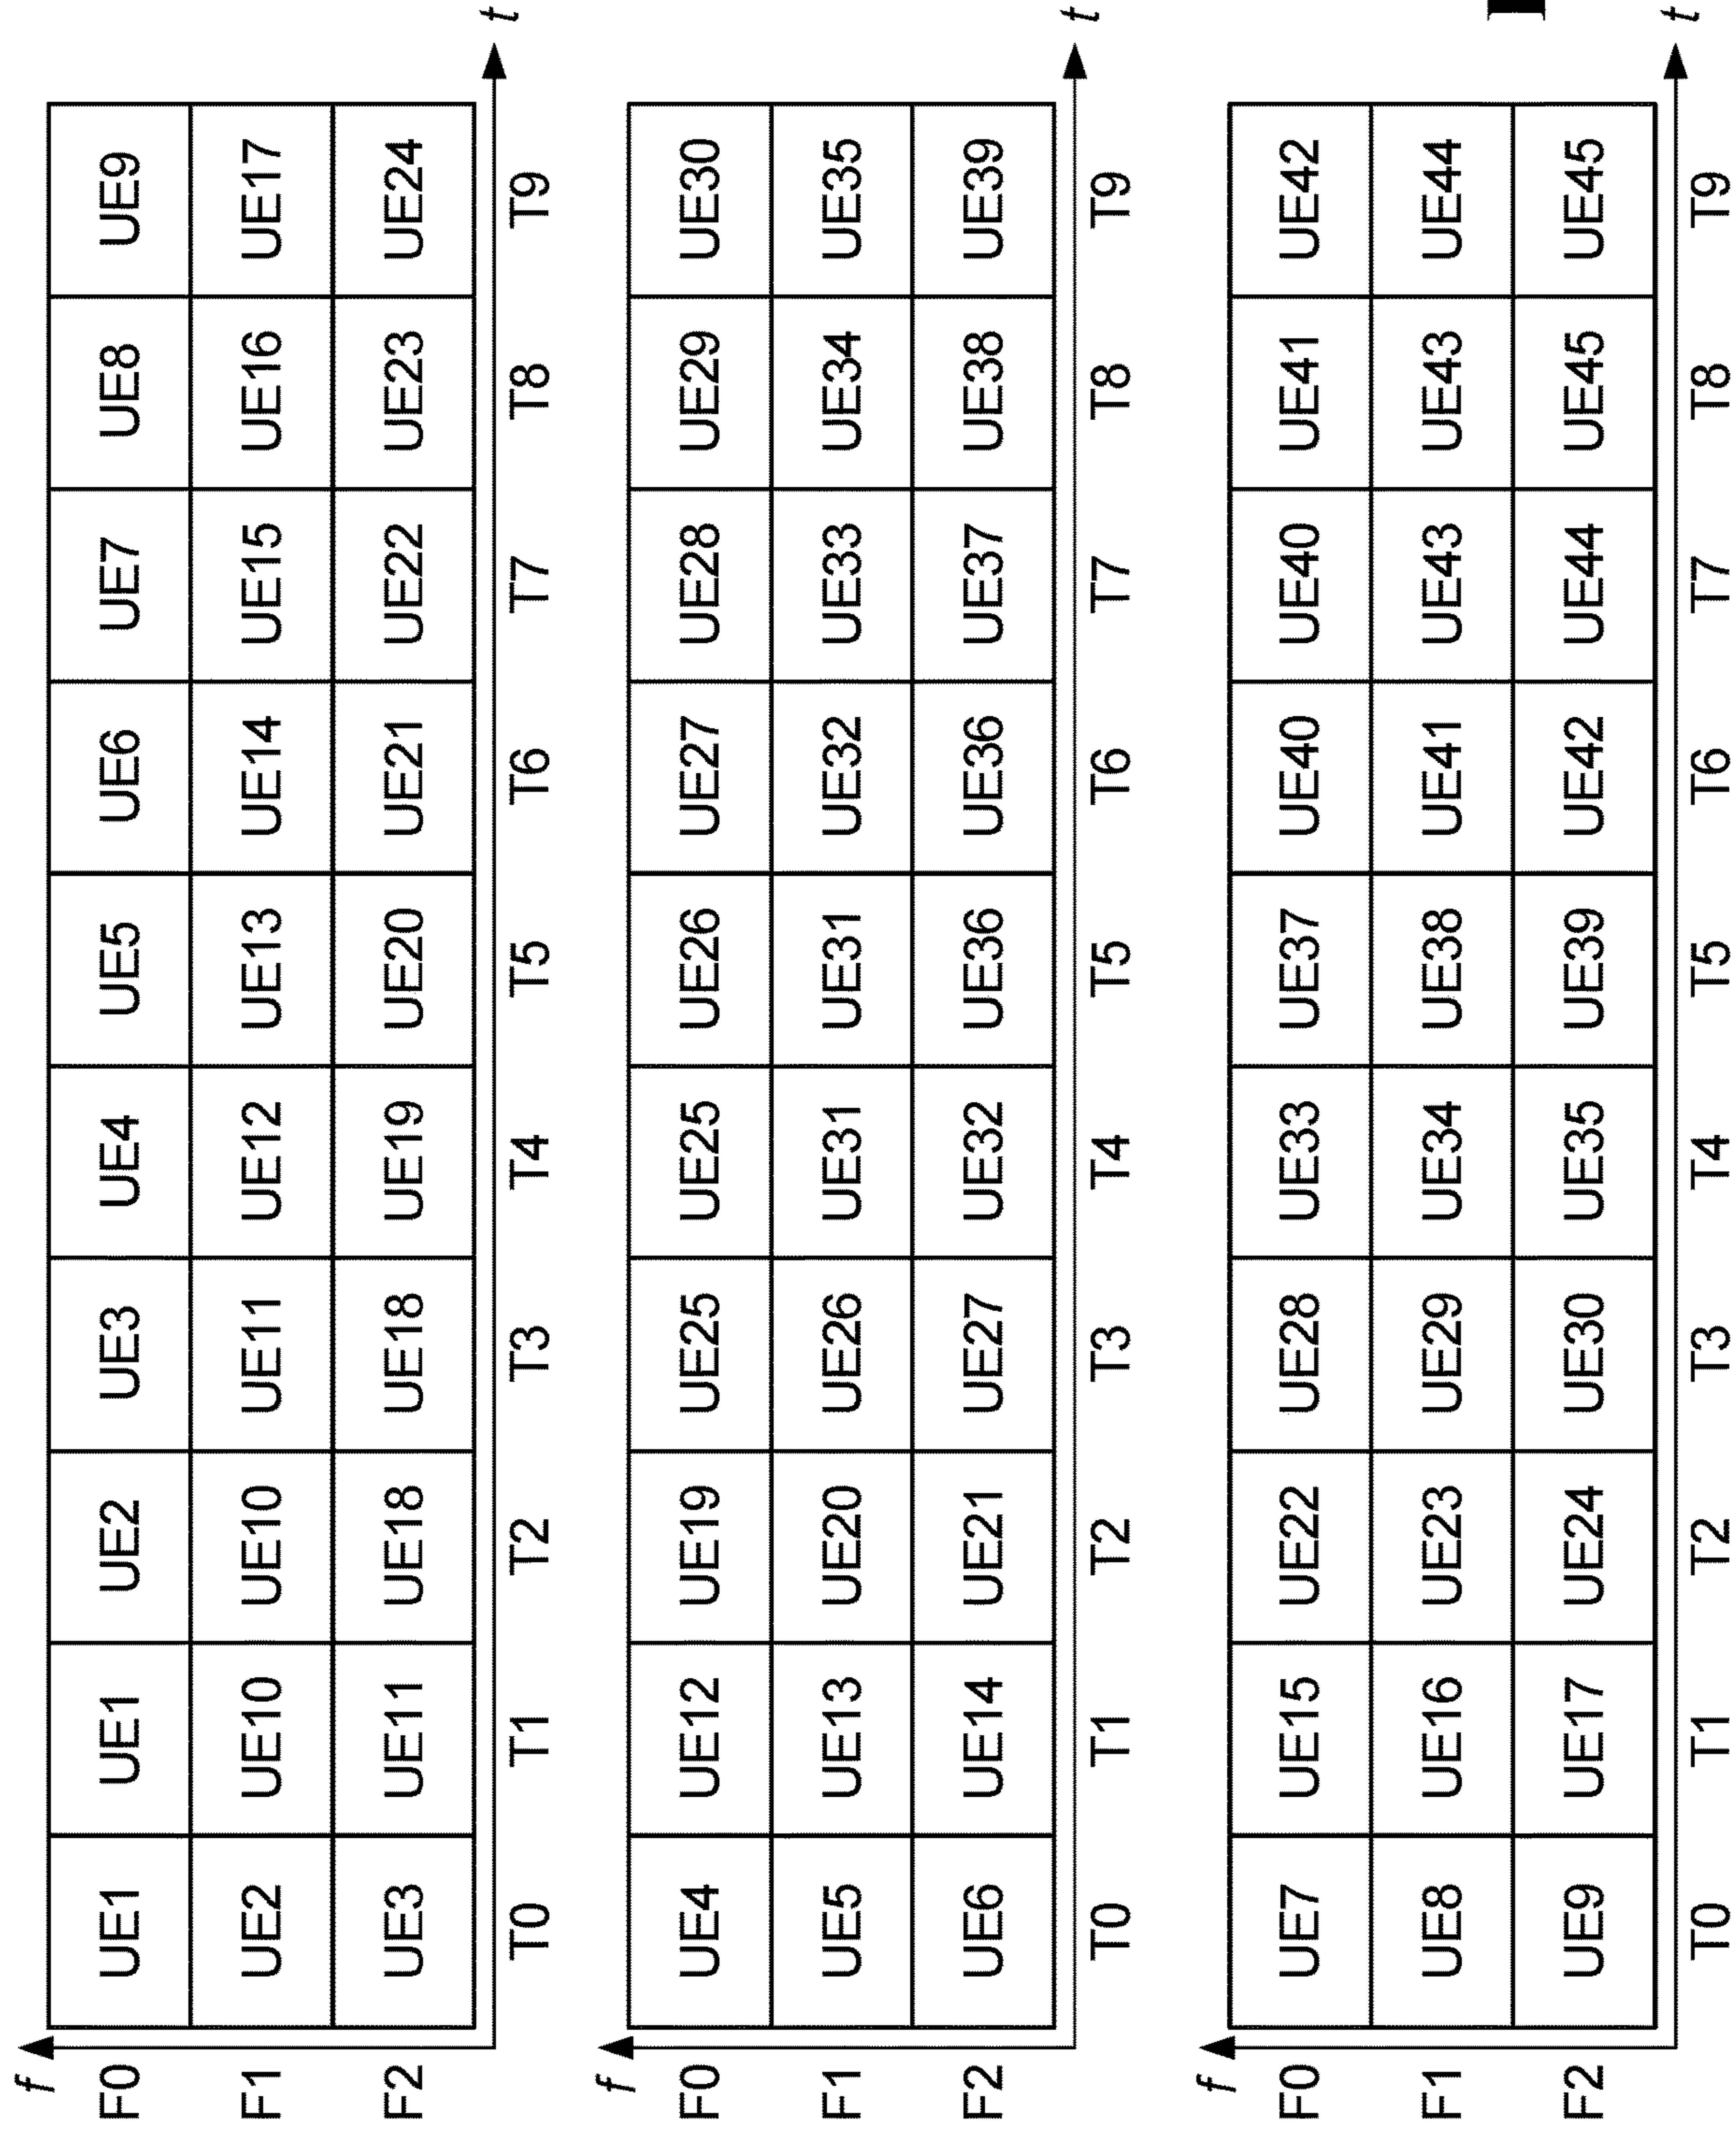 f
F0 UE1 UE1 UE2 UE3 UE4 UE5 UE6 UE7 UE8 UE9
F1 UE2 UE10 UE10 UE11 UE12 UE13 UE14 UE15 UE16 UE17
F2 UE3 UE11 UE18 UE18 UE19 UE20 UE21 UE22 UE23 UE24
t
T0 T1 T2 T3 T4 T5 T6 T7 T8 T9
f
F0 UE4 UE12 UE19 UE25 UE25 UE26 UE27 UE28 UE29 UE30
F1 UE5 UE13 UE20 UE26 UE31 UE31 UE32 UE33 UE34 UE35
F2 UE6 UE14 UE21 UE27 UE32 UE36 UE36 UE37 UE38 UE39
t
T0 T1 T2 T3 T4 T5 T6 T7 T8 T9
f
F0 UE7 UE15 UE22 UE28 UE33 UE37 UE40 UE40 UE41 UE42
F1 UE8 UE16 UE23 UE29 UE34 UE38 UE41 UE43 UE43 UE44
F2 UE9 UE17 UE24 UE30 UE35 UE39 UE42 UE44 UE45 UE45
t
T0 T1 T2 T3 T4 T5 T6 T7 T8 T9